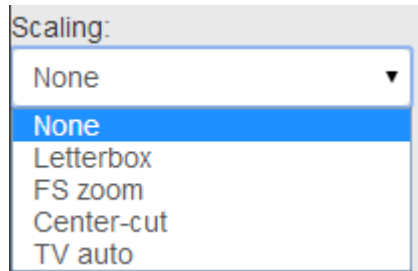 Scaling:
None
None
Letterbox
FS zoom
Center-cut
TV auto